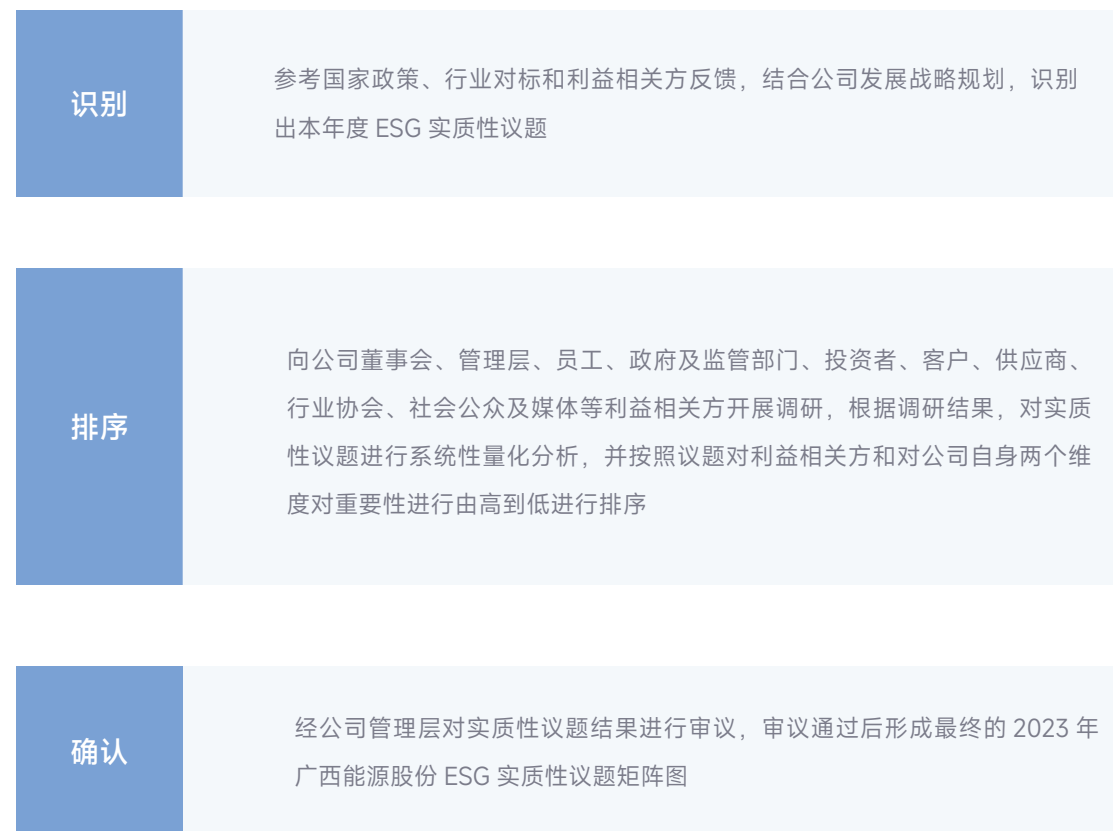 识别
参考国家政策、行业对标和利益相关方反馈，结合公司发展战略规划，识别
出本年度 ESG 实质性议题
排序
向公司董事会、管理层、员工、政府及监管部门、投资者、客户、供应商、
行业协会、社会公众及媒体等利益相关方开展调研，根据调研结果，对实质
性议题进行系统性量化分析，并按照议题对利益相关方和对公司自身两个维
度对重要性进行由高到低进行排序
确认
经公司管理层对实质性议题结果进行审议，审议通过后形成最终的 2023 年
广西能源股份 ESG 实质性议题矩阵图